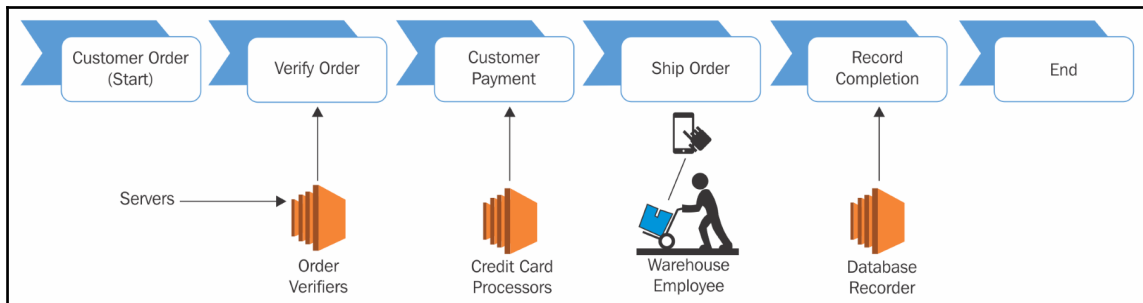 Customer Order
(Start)
Verify Order
Customer
Payment
Ship Order
Record
Completion
End
Servers
Order
Verifiers
Credit Card
Processors
Warehouse
Employee
Database
Recorder